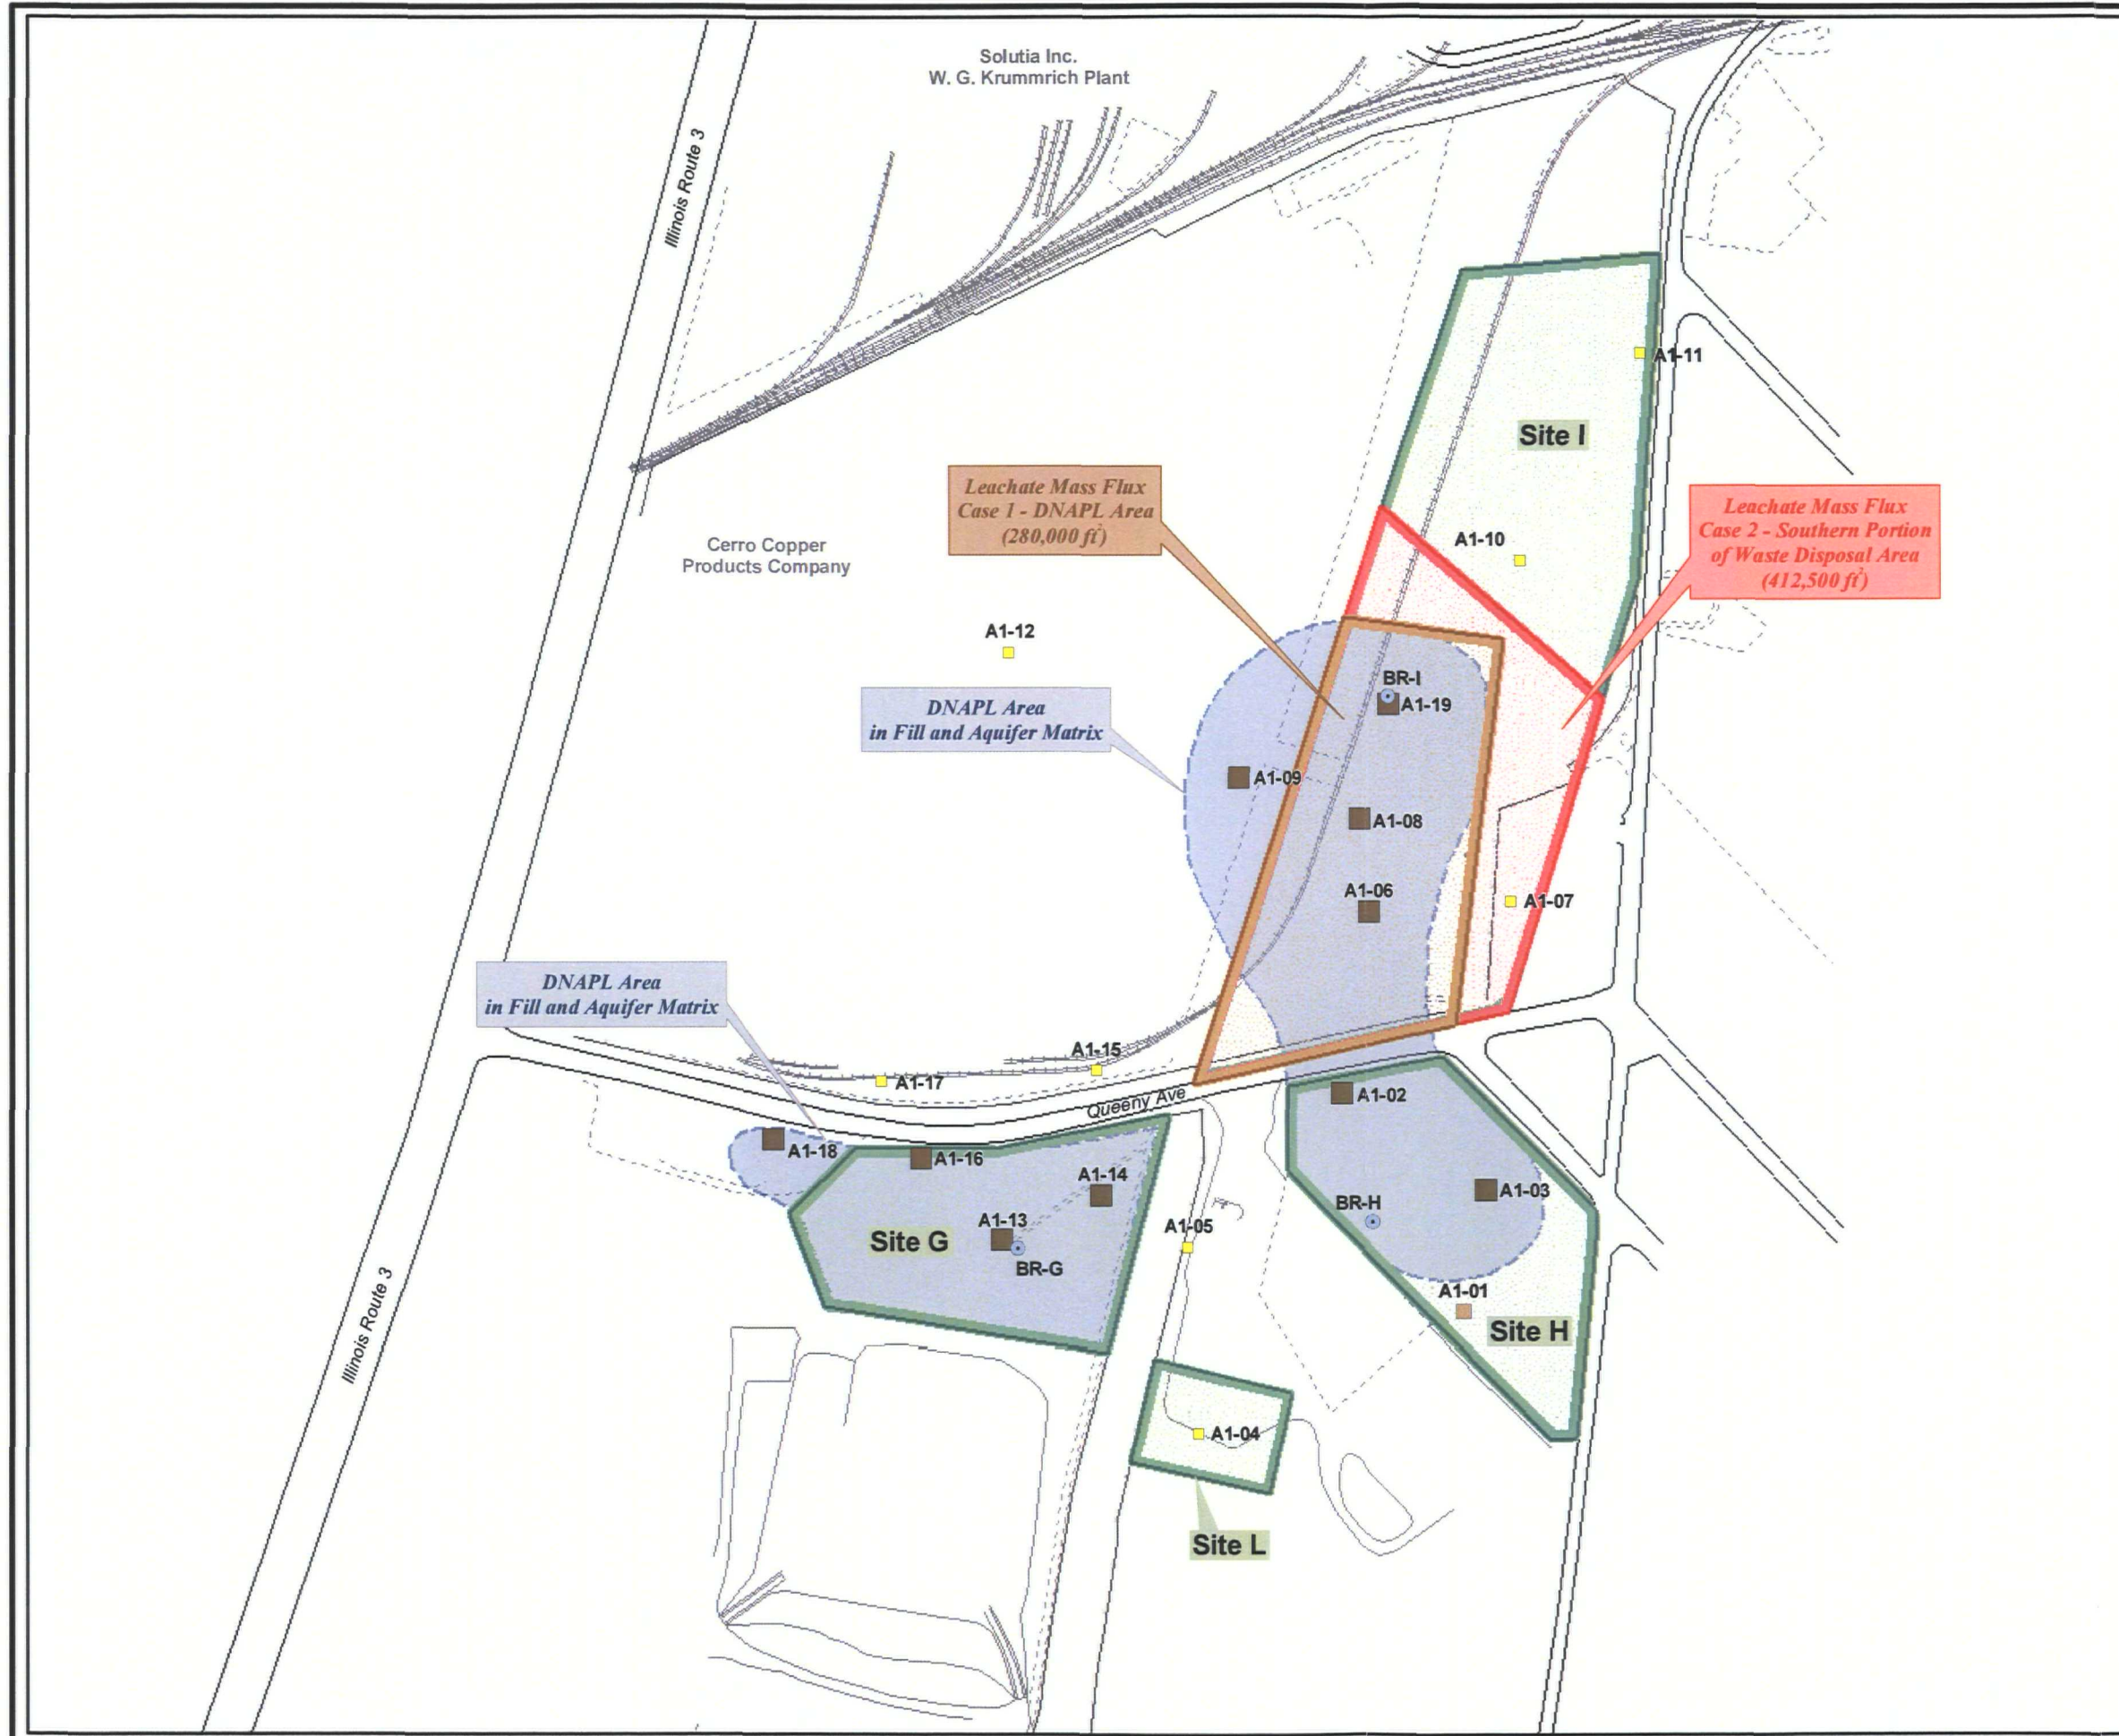 Solutia Inc.
W. G. Krummrich Plant
Illinois Route 3
A1-11
Site I
Leachate Mass Flux
Case 1 - DNAPL Area
(280,000 ft²)
Leachate Mass Flux
Case 2 - Southern Portion
of Waste Disposal Area
(412,500 ft²)
A1-10
Cerro Copper
Products Company
A1-12
BR-I
A1-19
DNAPL Area
in Fill and Aquifer Matrix
A1-09
A1-08
A1-06
A1-07
DNAPL Area
in Fill and Aquifer Matrix
A1-15
A1-17
Queeny Ave
A1-02
A1-18
A1-16
A1-14
A1-03
A1-13
BR-H
A1-05
Site G
BR-G
A1-01
Site H
Illinois Route 3
A1-04
Site L